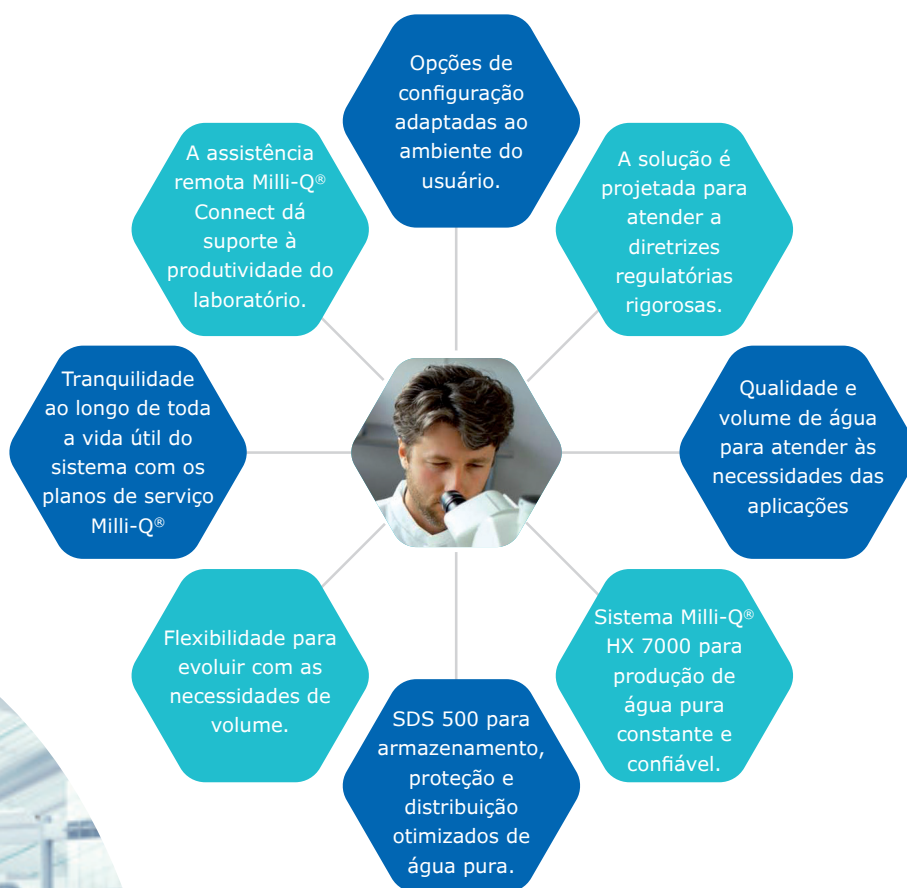 Opções de
configuração
adaptadas ao
ambiente do
usuário.
A solução é
projetada para
atender a
diretrizes
regulatórias
rigorosas.
Qualidade e
volume de água
para atender às
necessidades das
aplicações
Sistema Milli-Q®
HX 7000 para
produção de
água pura
constante e
confiável.
SDS 500 para
armazenamento,
proteção e
distribuição
otimizados de
água pura.
Flexibilidade para
evoluir com as
necessidades de
volume.
Tranquilidade
ao longo de toda
a vida útil do
sistema com os
planos de serviço
Milli-Q®
A assistência
remota Milli-Q®
Connect dá
suporte à
produtividade do
laboratório.